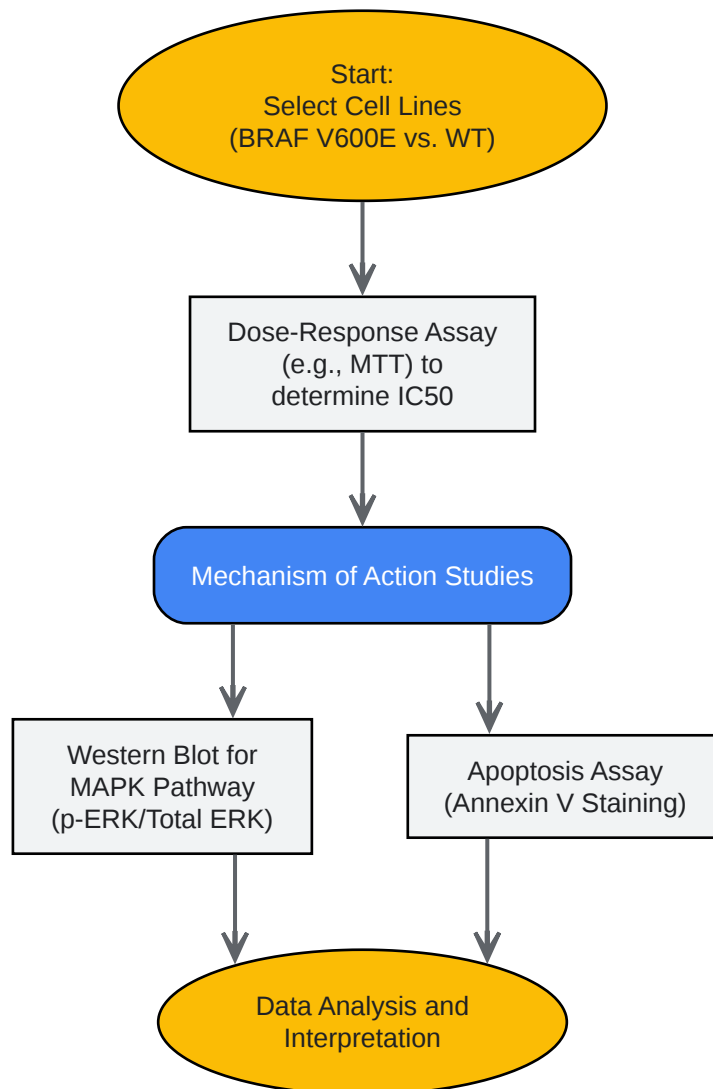 Start:
Select Cell Lines
(BRAF V600E vs. WT)
Dose-Response Assay
(e.g., MTT) to
determine IC50
Mechanism of Action Studies
Western Blot for
MAPK Pathway
(p-ERK/Total ERK)
Apoptosis Assay
(Annexin V Staining)
Data Analysis and
Interpretation